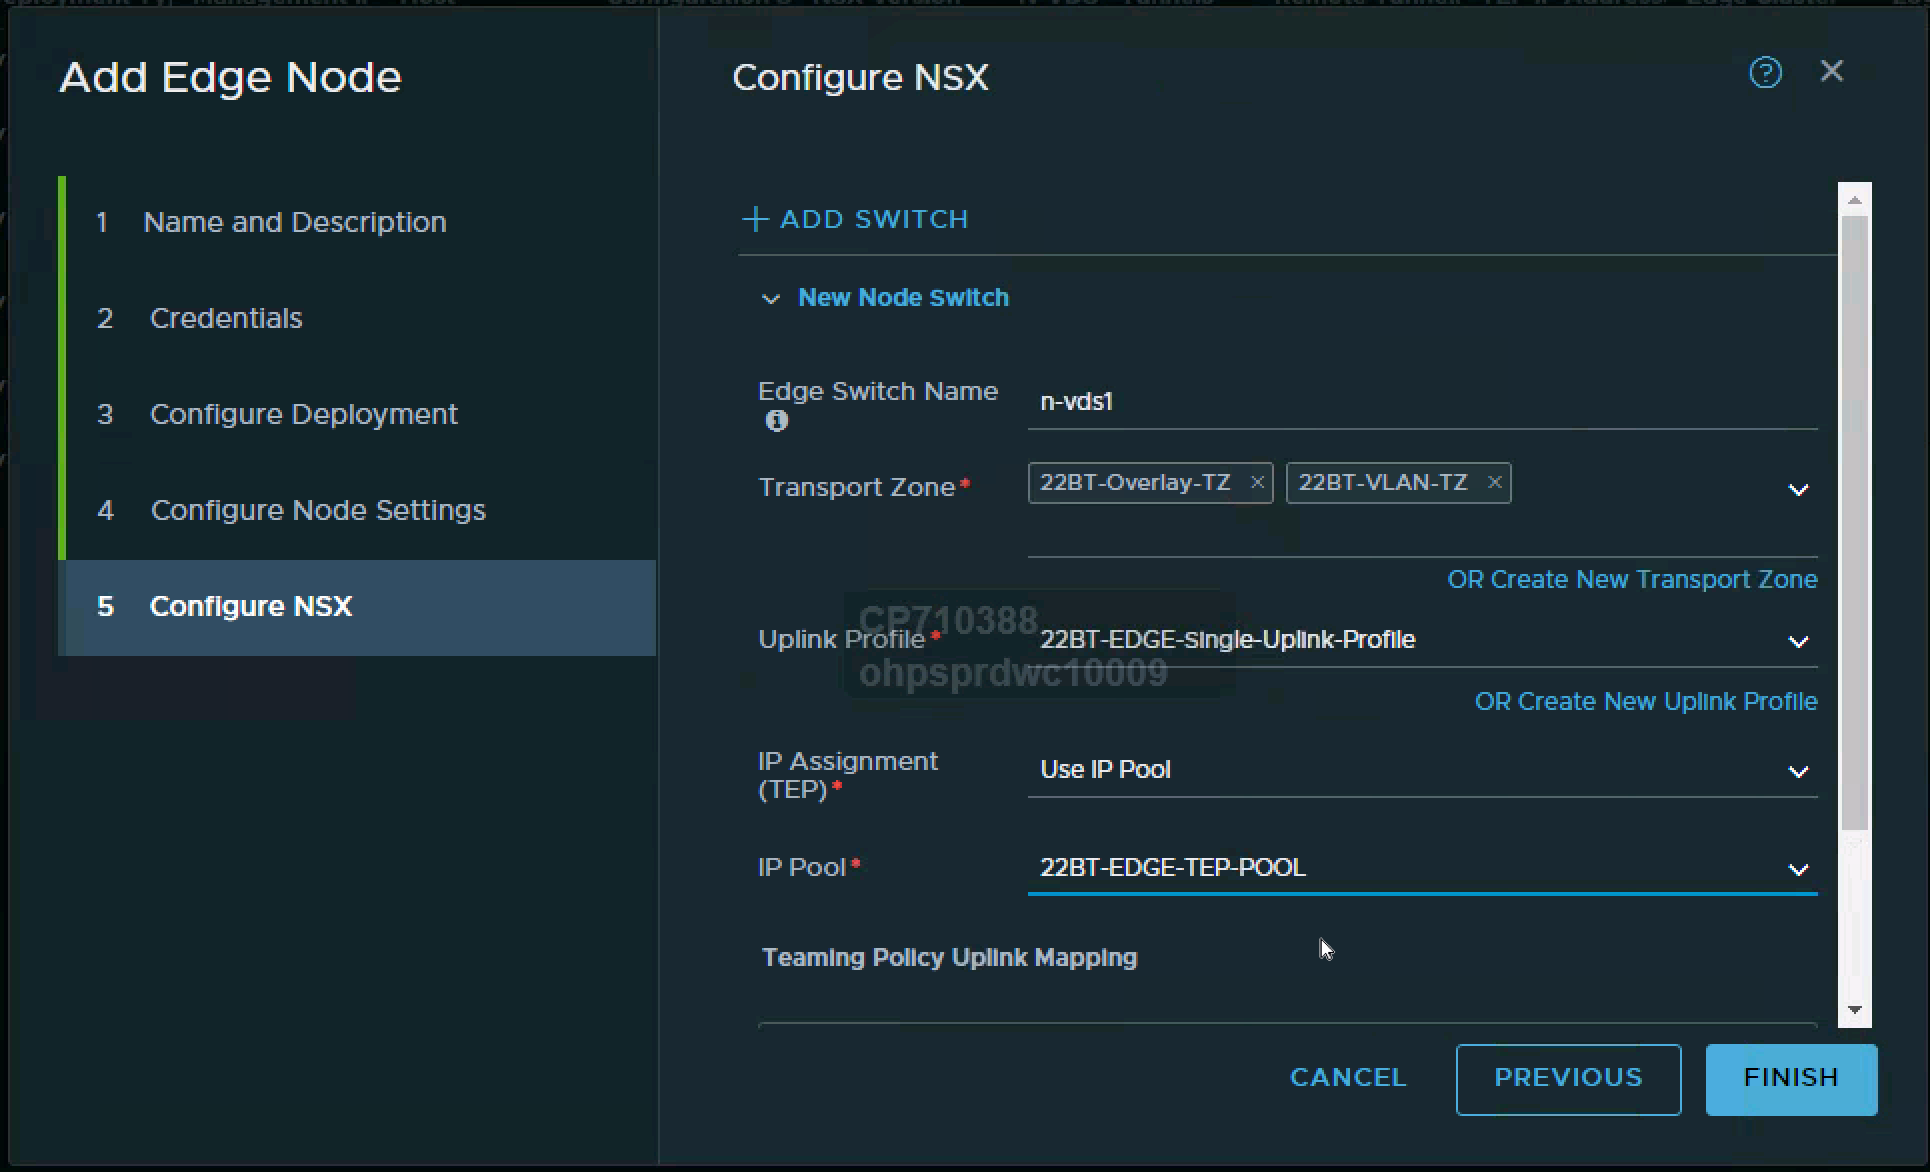 Add Edge Node
1 Name and Description
2 Credentials
3 Configure Deployment
4 Configure Node Settings
5 Configure NSX
Configure NSX
ADD SWITCH
New Node Switch
Edge Switch Name
n-vds1
Transport Zone*
22BT-Overlay-TZ
22BT-VLAN-TZ
OR Create New Transport Zone
Uplink Profile*
22BT-EDGE-single-Uplink-Profile
CP710388
ohpsprdwc10009
OR Create New Uplink Profile
IP Assignment
(TEP)*
Use IP Pool
IP Pool*
22BT-EDGE-TEP-POOL
Teaming Policy Uplink Mapping
CANCEL
PREVIOUS
FINISH